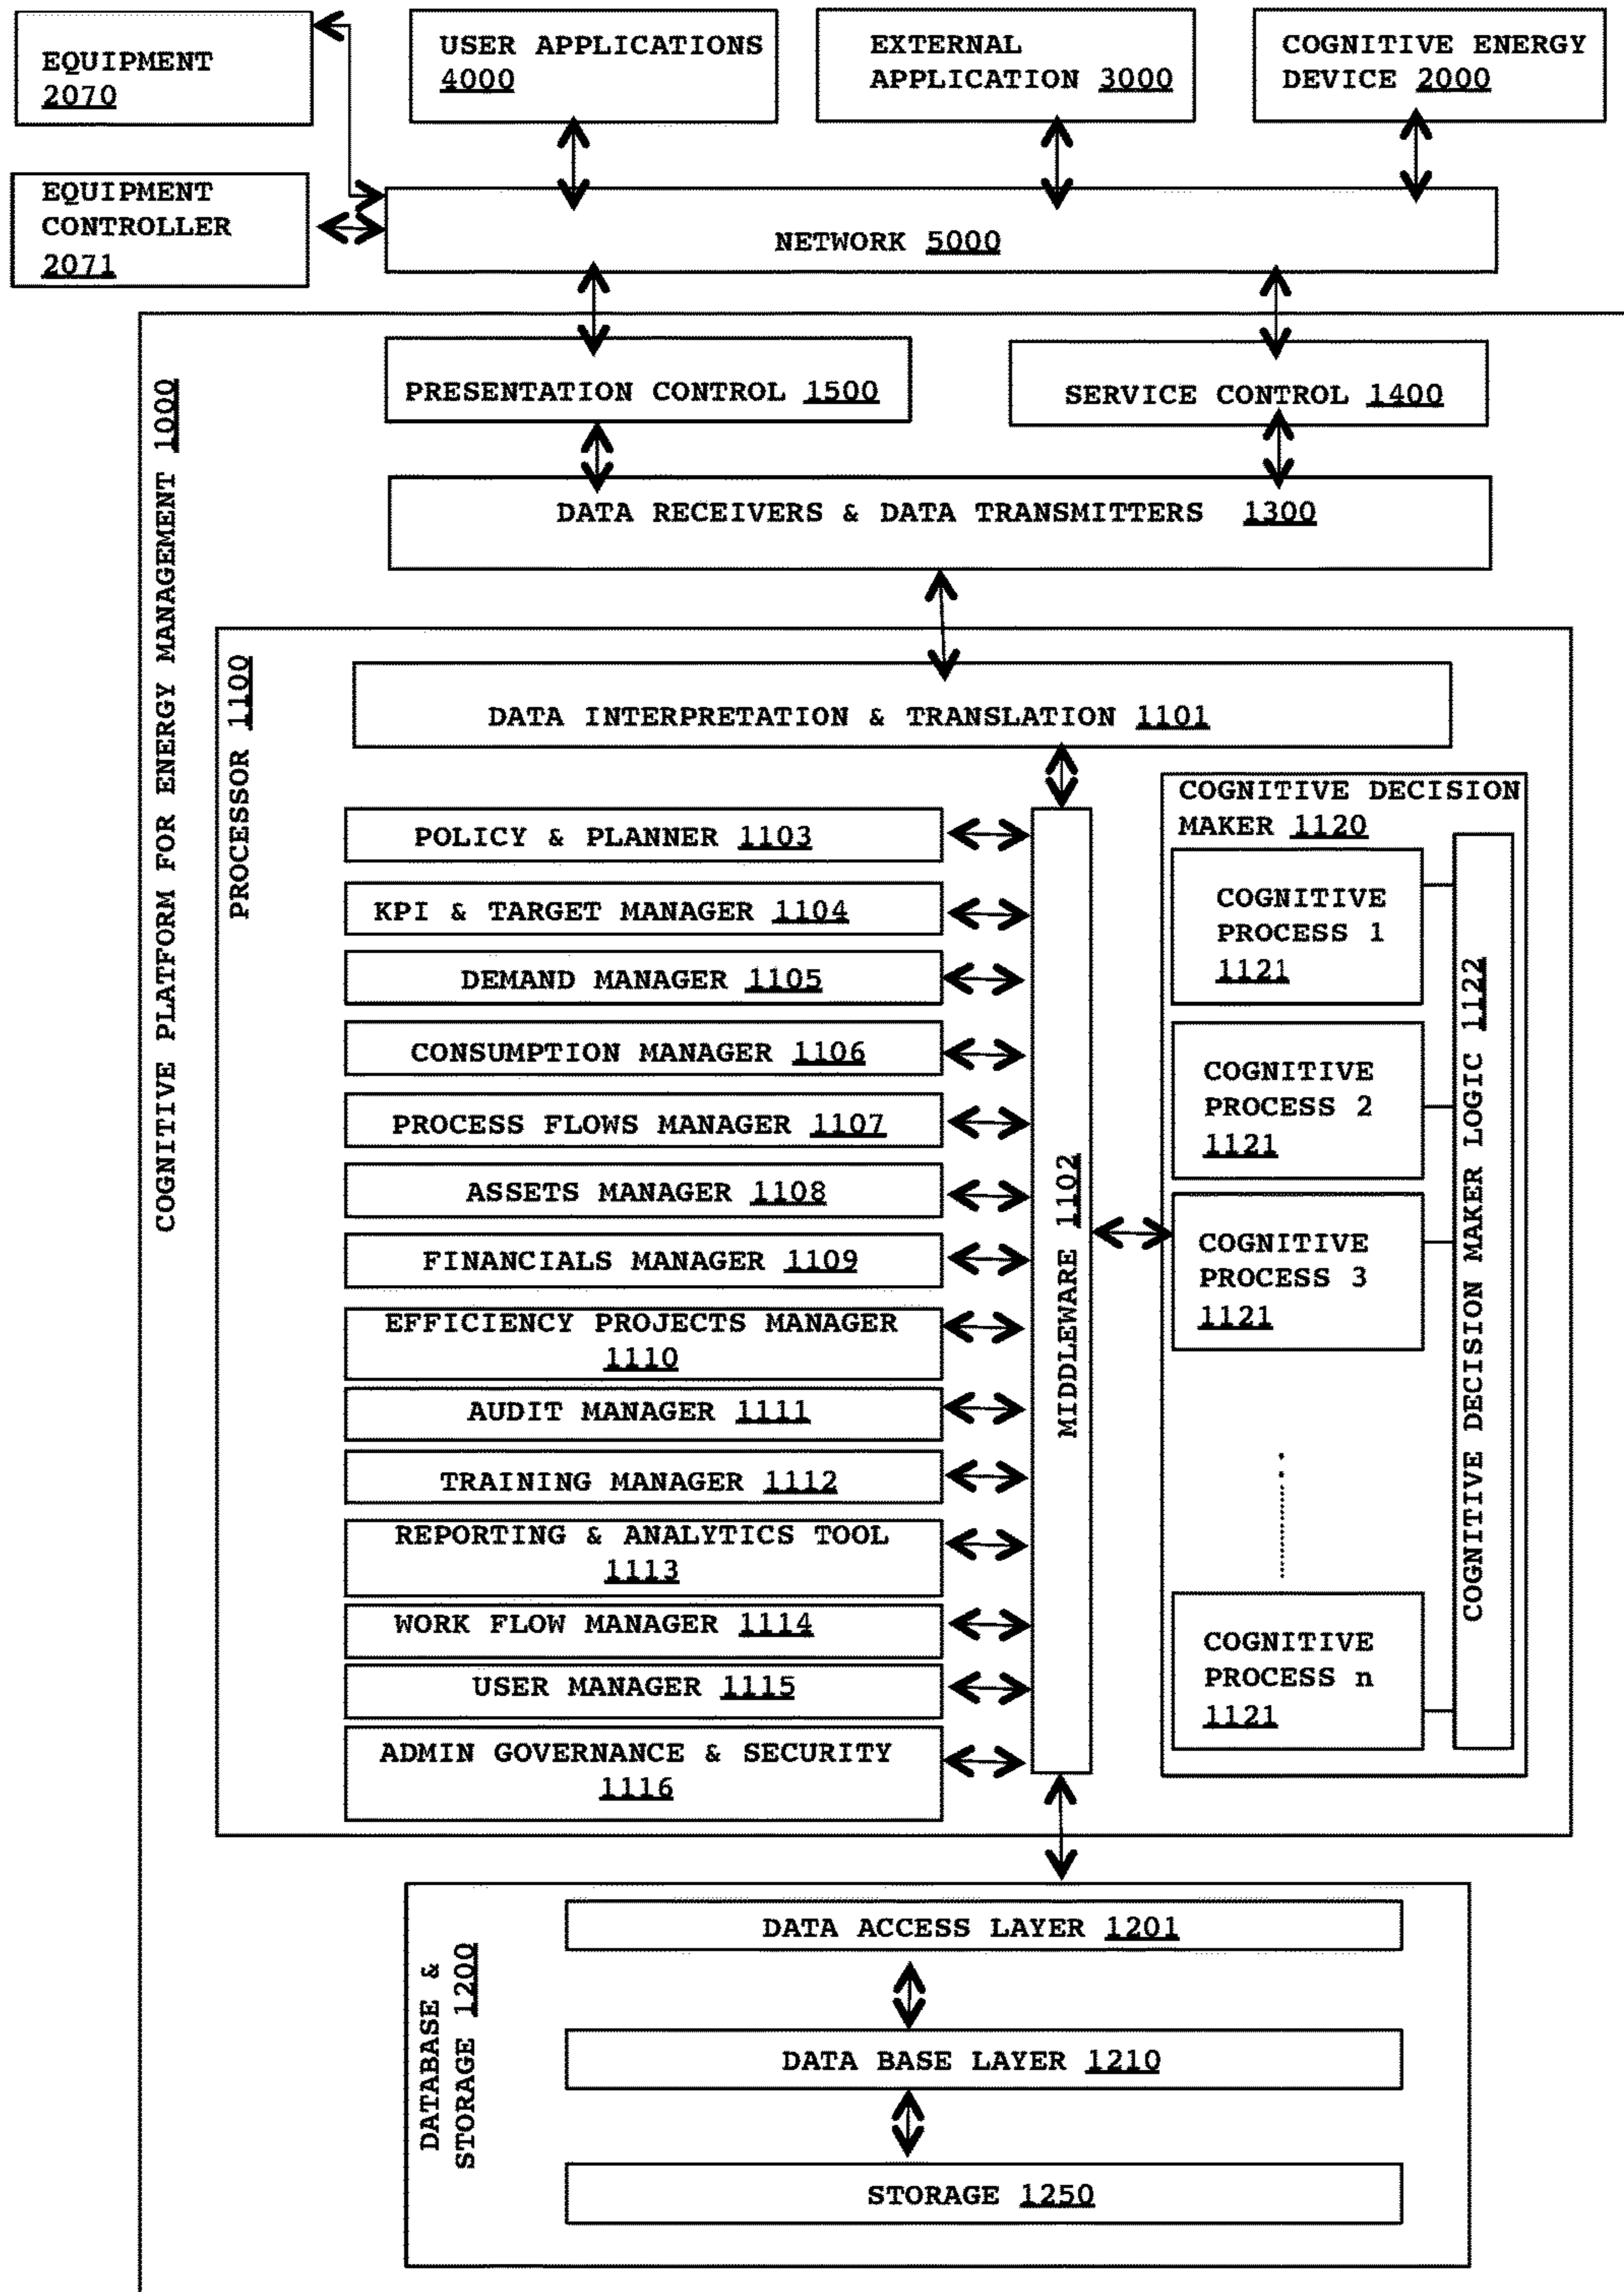 EQUIPMENT
2070
USER APPLICATIONS
4000
EXTERNAL
APPLICATION 3000
COGNITIVE ENERGY
DEVICE 2000
EQUIPMENT
CONTROLLER
2071
NETWORK 5000
COGNITIVE PLATFORM FOR ENERGY MANAGEMENT 1000
PRESENTATION CONTROL 1500
SERVICE CONTROL 1400
DATA RECEIVERS & DATA TRANSMITTERS 1300
PROCESSOR 1100
DATA INTERPRETATION & TRANSLATION 1101
POLICY & PLANNER 1103
KPI & TARGET MANAGER 1104
DEMAND MANAGER 1105
CONSUMPTION MANAGER 1106
PROCESS FLOWS MANAGER 1107
ASSETS MANAGER 1108
FINANCIALS MANAGER 1109
EFFICIENCY PROJECTS MANAGER
1110
AUDIT MANAGER 1111
TRAINING MANAGER 1112
REPORTING & ANALYTICS TOOL
1113
WORK FLOW MANAGER 1114
USER MANAGER 1115
ADMIN GOVERNANCE & SECURITY
1116
MIDDLEWARE 1102
COGNITIVE DECISION
MAKER 1120
COGNITIVE
PROCESS 1
1121
COGNITIVE
PROCESS 2
1121
COGNITIVE
PROCESS 3
1121
COGNITIVE
PROCESS n
1121
COGNITIVE DECISION MAKER LOGIC 1122
DATABASE &
STORAGE 1200
DATA ACCESS LAYER 1201
DATA BASE LAYER 1210
STORAGE 1250